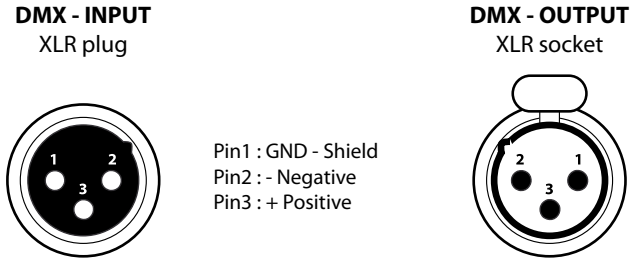 DMX - INPUT
XLR plug
1 2
3
Pin1 : GND - Shield
Pin2 : - Negative
Pin3 : + Positive
DMX - OUTPUT
XLR socket
2 1
3